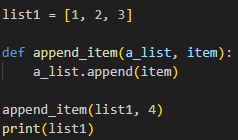 list1 = [1, 2, 3]
def append_item(a_list, item):
    a_list.append(item)
append_item(list1, 4)
print(list1)